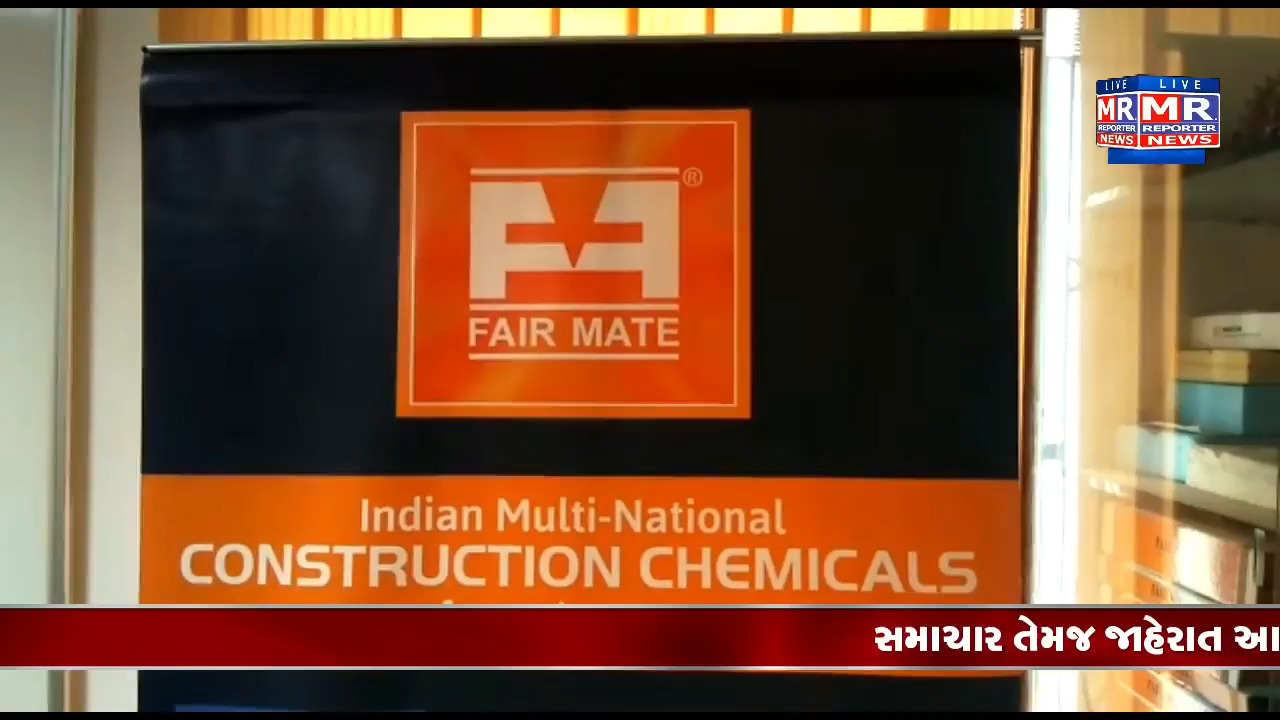 LIVE LIVE
MR. MR.
REPORTER REPORTER
NEWS NEWS
®
FAIR MATE
Indian Multi-National
CONSTRUCTION CHEMICALS
સમાચાર તેમજ જાહેરાત આ